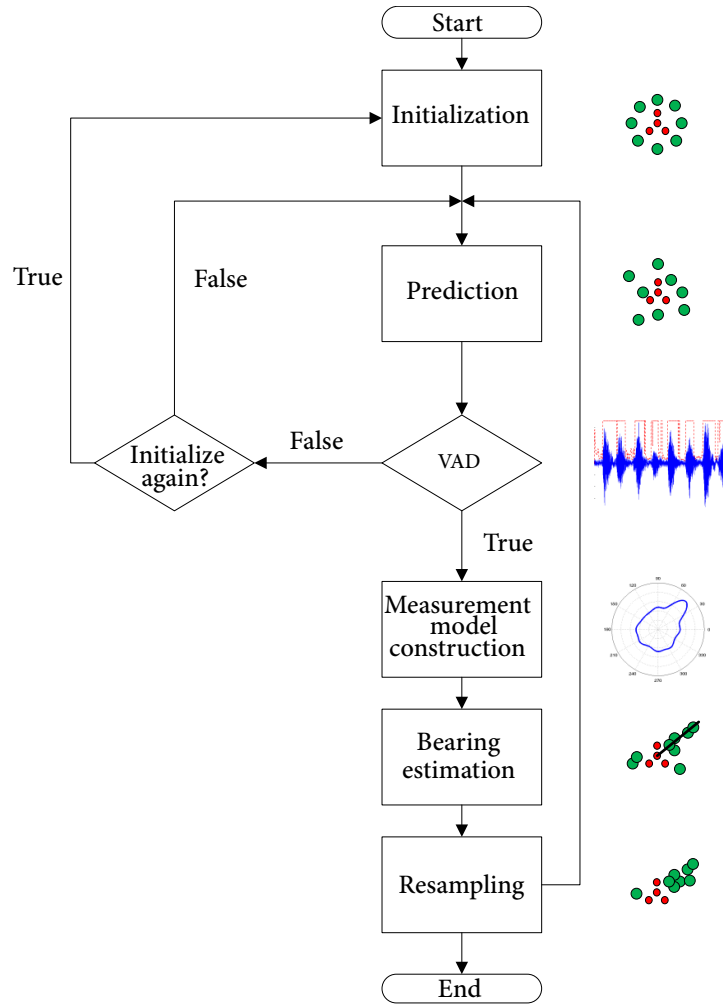 Start
Initialization
True
False
Prediction
False
Initialize
again?
VAD
True
Measurement
model
construction
Bearing
estimation
Resampling
End